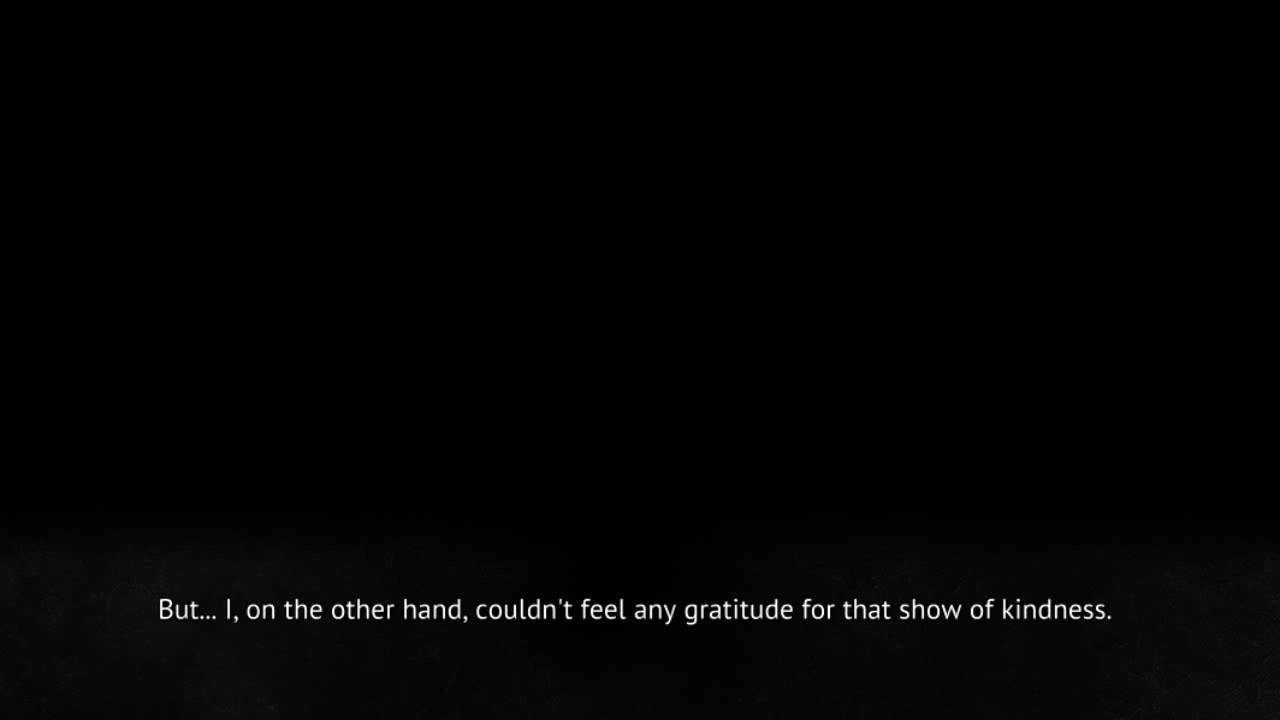 But... I, on the other hand, couldn't feel any gratitude for that show of kindness.